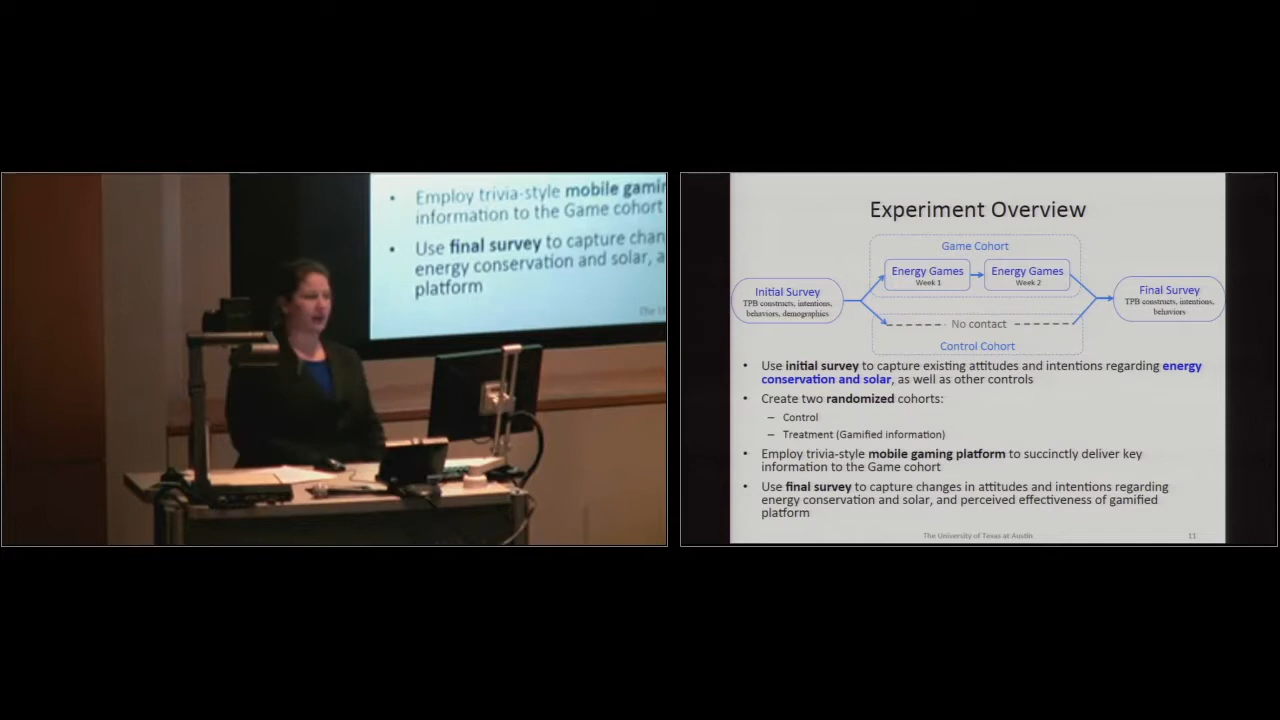 • Employ trivia-style mobile
information to the Game cohort
• Use final survey to capture
energy conservation and solar,
platform
Experiment Overview
Game Cohort
Energy Games
Week 1
Energy Games
Week 2
Initial Survey
TPB constructs, intentions,
behaviors, demographics
Final Survey
TPB constructs, intentions,
behaviors
No contact
Control Cohort
• Use initial survey to capture existing attitudes and intentions regarding energy
conservation and solar, as well as other controls
• Create two randomized cohorts:
– Control
– Treatment (Gamified information)
• Employ trivia-style mobile gaming platform to succinctly deliver key
information to the Game cohort
• Use final survey to capture changes in attitudes and intentions regarding
energy conservation and solar, and perceived effectiveness of gamified
platform
The University of Texas at Austin
11